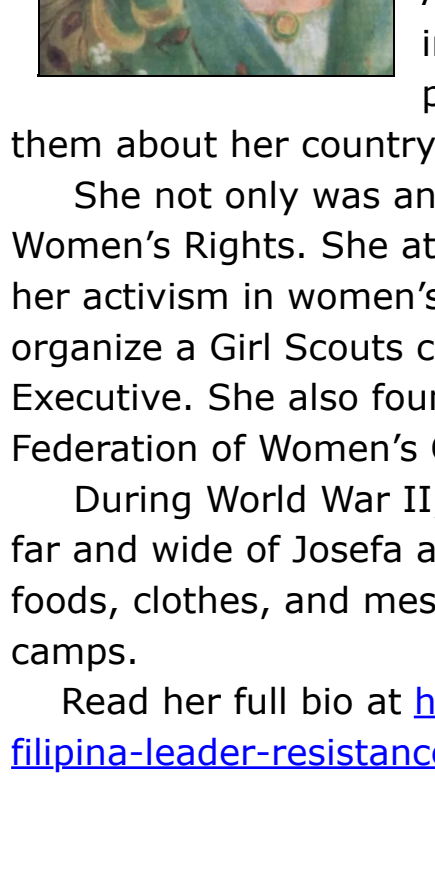 them about her country
She not only was an
Women's Rights. She at
her activism in women's
organize a Girl Scouts c
Executive. She also four
Federation of Women's
During World War II,
far and wide of Josefa a
foods, clothes, and mes
camps.
Read her full bio at h
filipina-leader-resistance